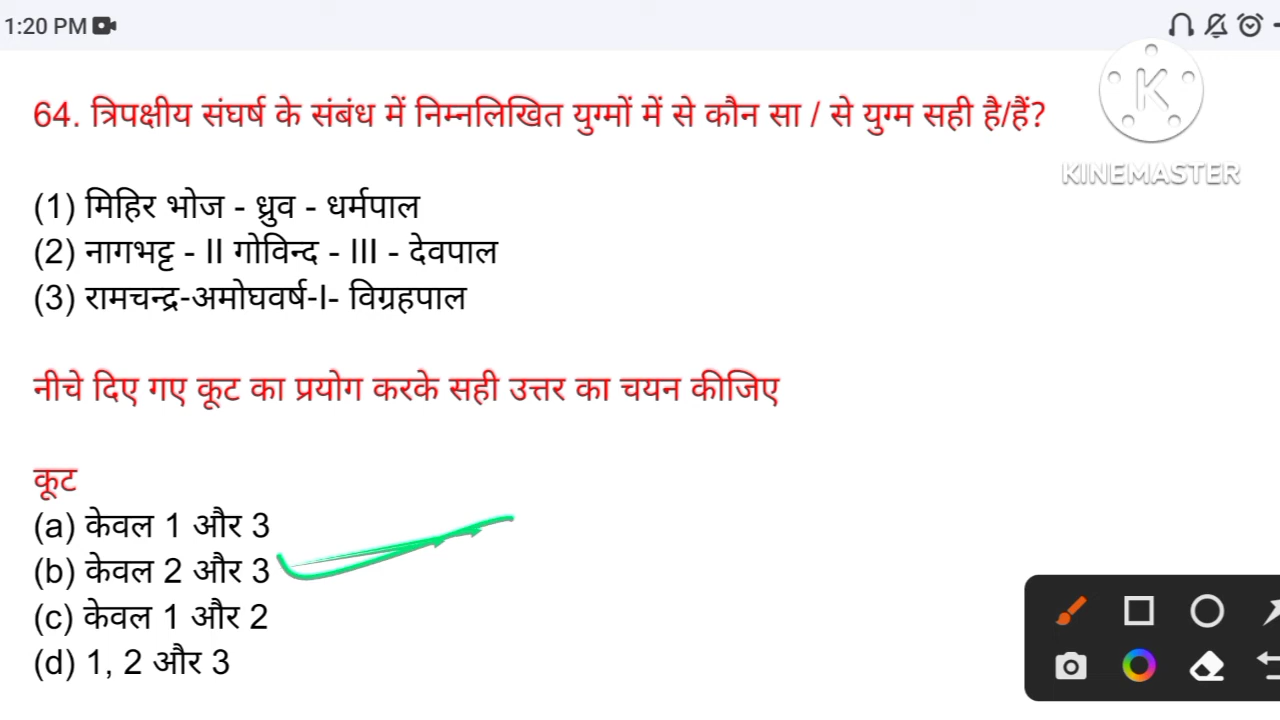 1:20 PM
K
KINEMASTER
64. त्रिपक्षीय संघर्ष के संबंध में निम्नलिखित युग्मों में से कौन सा / से युग्म सही है/हैं?
(1) मिहिर भोज - ध्रुव - धर्मपाल
(2) नागभट्ट - II गोविन्द - III - देवपाल
(3) रामचन्द्र-अमोघवर्ष-I- विग्रहपाल
नीचे दिए गए कूट का प्रयोग करके सही उत्तर का चयन कीजिए
कूट
(a) केवल 1 और 3
(b) केवल 2 और 3
(c) केवल 1 और 2
(d) 1, 2 और 3